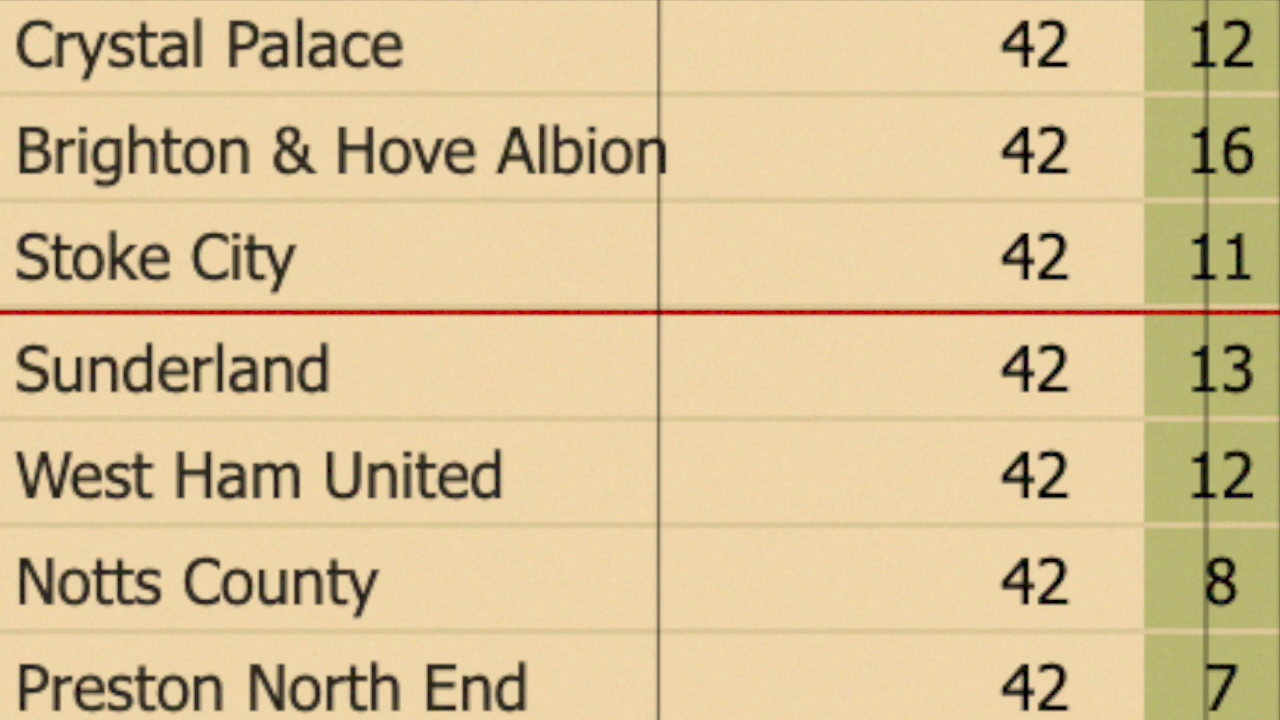 Crystal Palace 42 12
Brighton & Hove Albion 42 16
Stoke City 42 11
Sunderland 42 13
West Ham United 42 12
Notts County 42 8
Preston North End 42 7